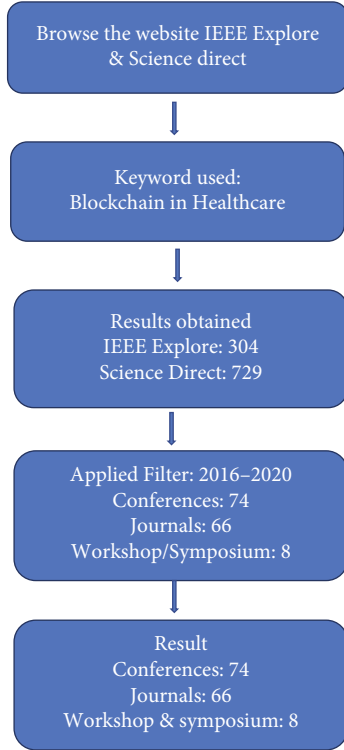 Browse the website IEEE Explore
& Science direct
Keyword used:
Blockchain in Healthcare
Results obtained
IEEE Explore: 304
Science Direct: 729
Applied Filter: 2016–2020
Conferences: 74
Journals: 66
Workshop/Symposium: 8
Result
Conferences: 74
Journals: 66
Workshop & symposium: 8